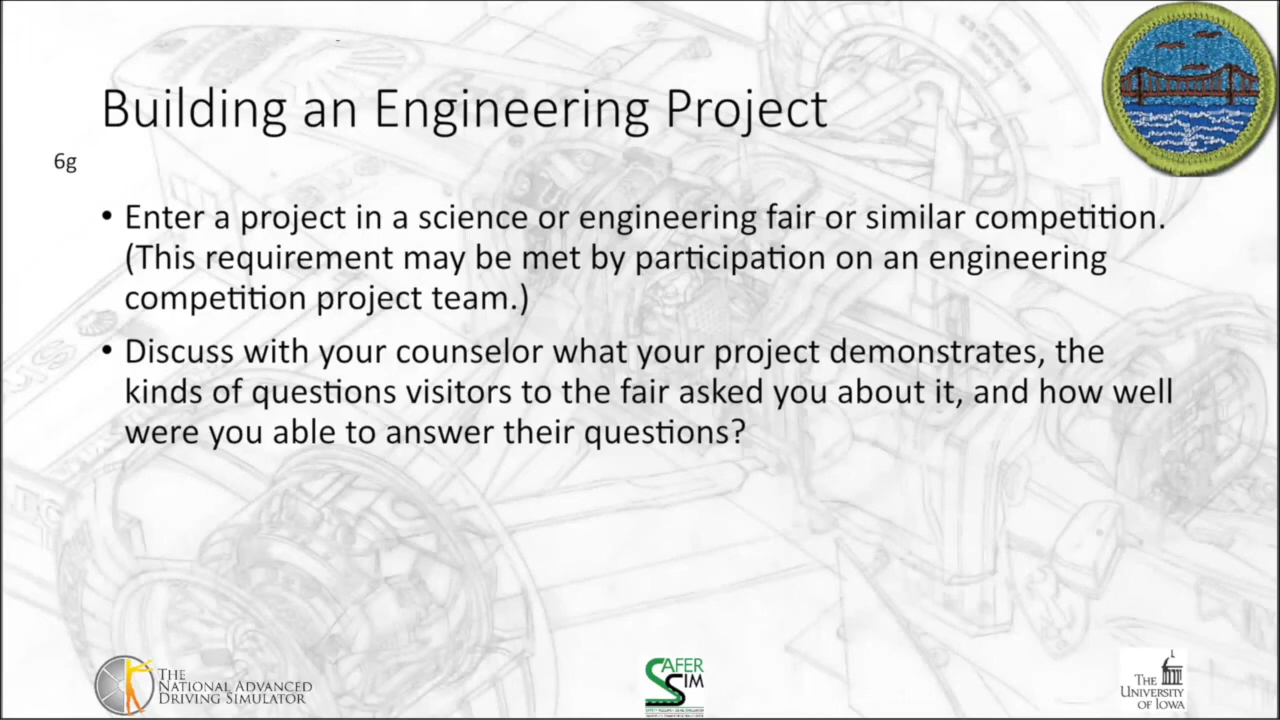 Building an Engineering Project
6g
• Enter a project in a science or engineering fair or similar competition.
(This requirement may be met by participation on an engineering
competition project team.)
• Discuss with your counselor what your project demonstrates, the
kinds of questions visitors to the fair asked you about it, and how well
were you able to answer their questions?
THE
NATIONAL ADVANCED
DRIVING SIMULATOR
SAFER
SIM
THE
UNIVERSITY
OF IOWA